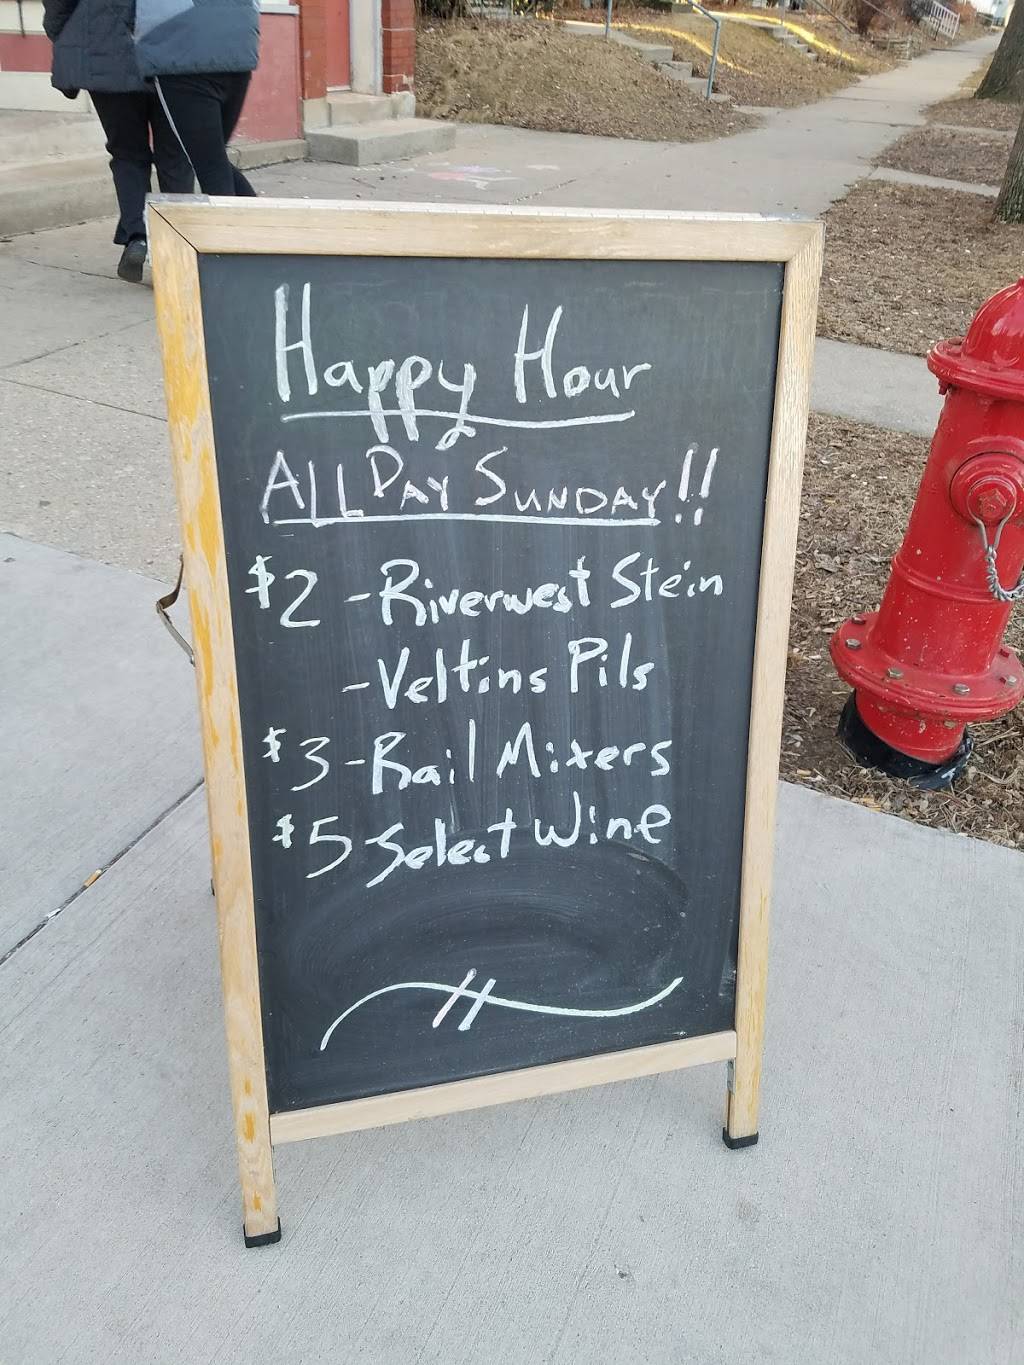 Happy Hour
ALL DAY SUNDAY!!
$2 - Riverwest Stein
- Veltins Pils
$3 - Rail Mixers
$5 - Select Wine